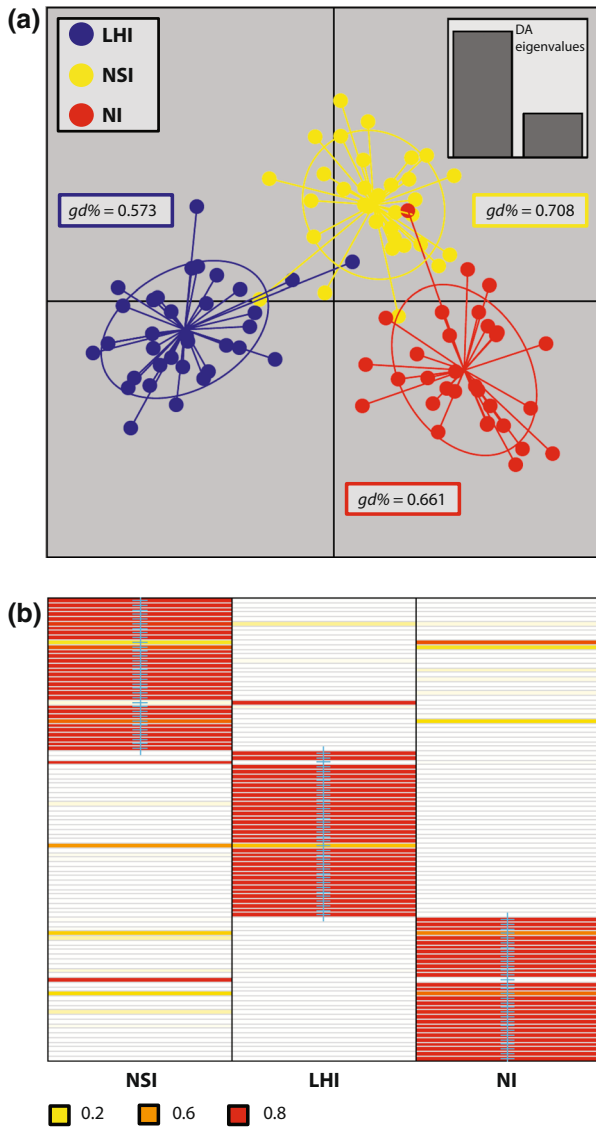 (a)
LHI
NSI
NI
DA
eigenvalues
gd% = 0.573
gd% = 0.708
gd% = 0.661
(b)
NSI LHI NI
0.2 0.6 0.8